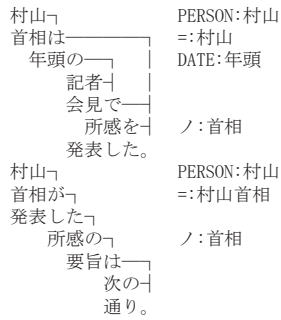 村山┐ PERSON:村山
首相は─────┐ =:村山
年頭の─┐ │ DATE:年頭
記者┤ │
会見で─┤
所感を┤ ノ:首相
発表した。
村山┐ PERSON:村山
首相が┐ =:村山首相
発表した┐
所感の┐ ノ:首相
要旨は─┐
次の┤
通り。